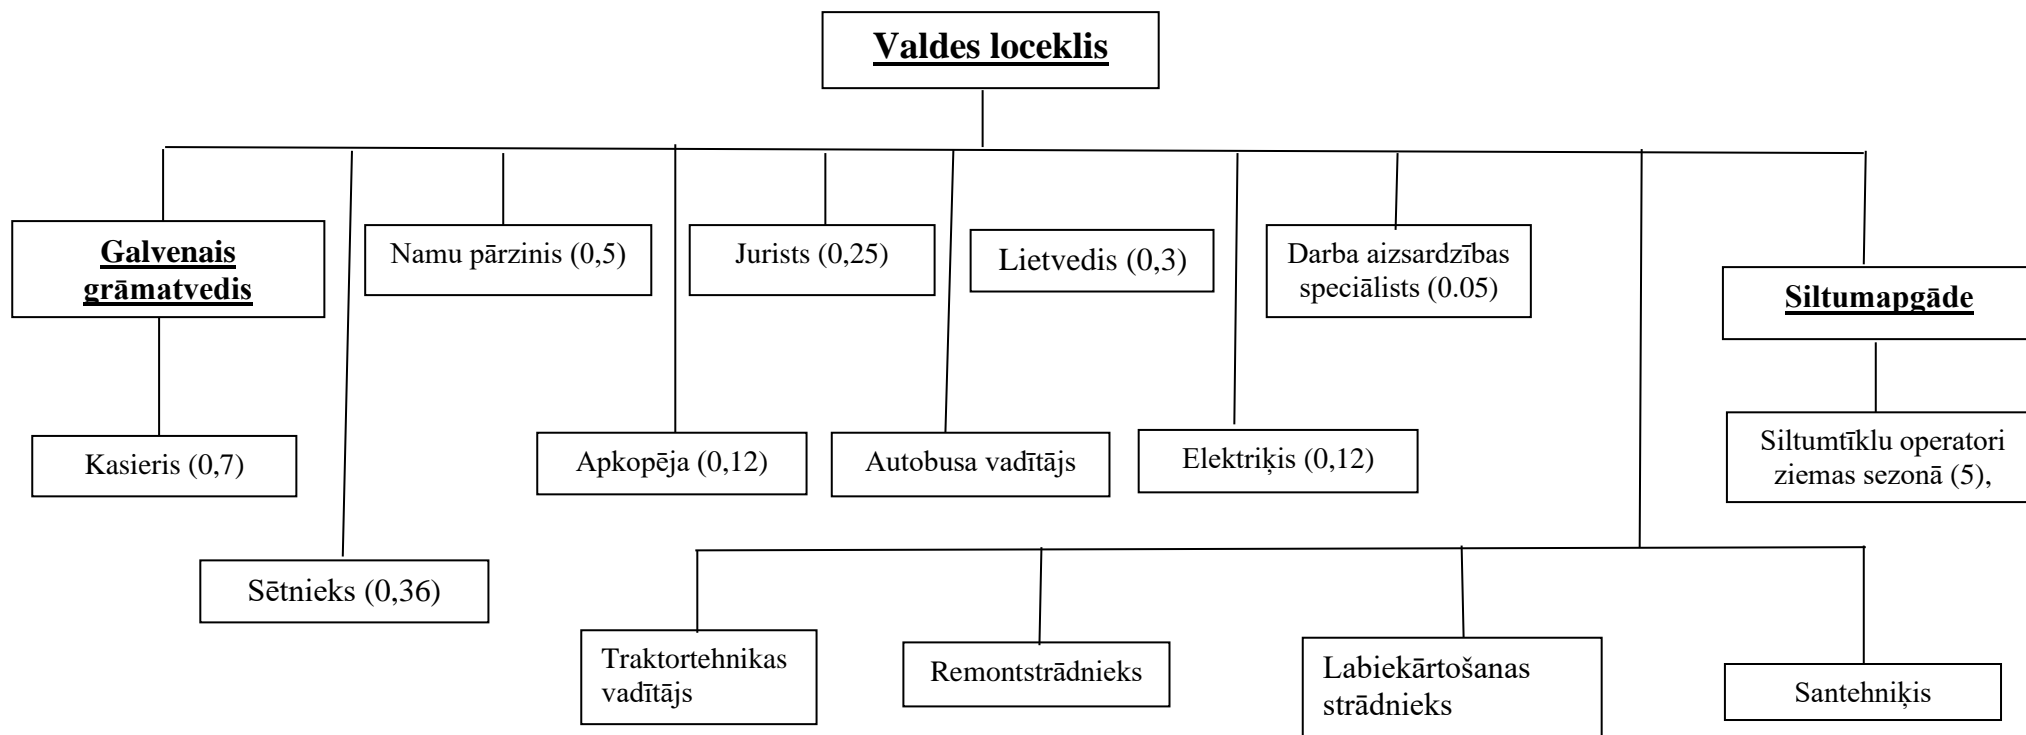 Valdes loceklis
Galvenais
grāmatvedis
Namu pārzinis (0,5)
Jurists (0,25)
Lietvedis (0,3)
Darba aizsardzības
speciālists (0.05)
Siltumapgāde
Kasieris (0,7)
Apkopēja (0,12)
Autobusa vadītājs
Elektriķis (0,12)
Siltumtīklu operatori
ziemas sezonā (5),
Sētnieks (0,36)
Traktortehnikas
vadītājs
Remontstrādnieks
Labiekārtošanas
strādnieks
Santehniķis